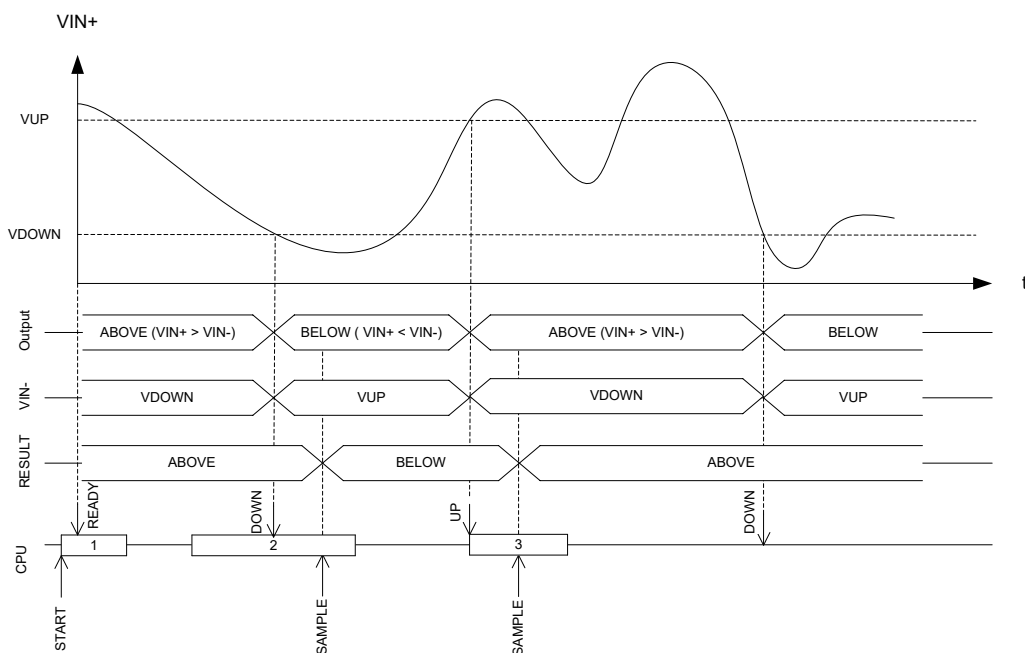 VIN+
VUP
VDOWN
t
Output
ABOVE (VIN+ > VIN-)
BELOW ( VIN+ < VIN-)
ABOVE (VIN+ > VIN-)
BELOW
VIN-
VDOWN
VUP
VDOWN
VUP
RESULT
ABOVE
BELOW
ABOVE
READY
DOWN
UP
DOWN
CPU
1
2
3
START
SAMPLE
SAMPLE